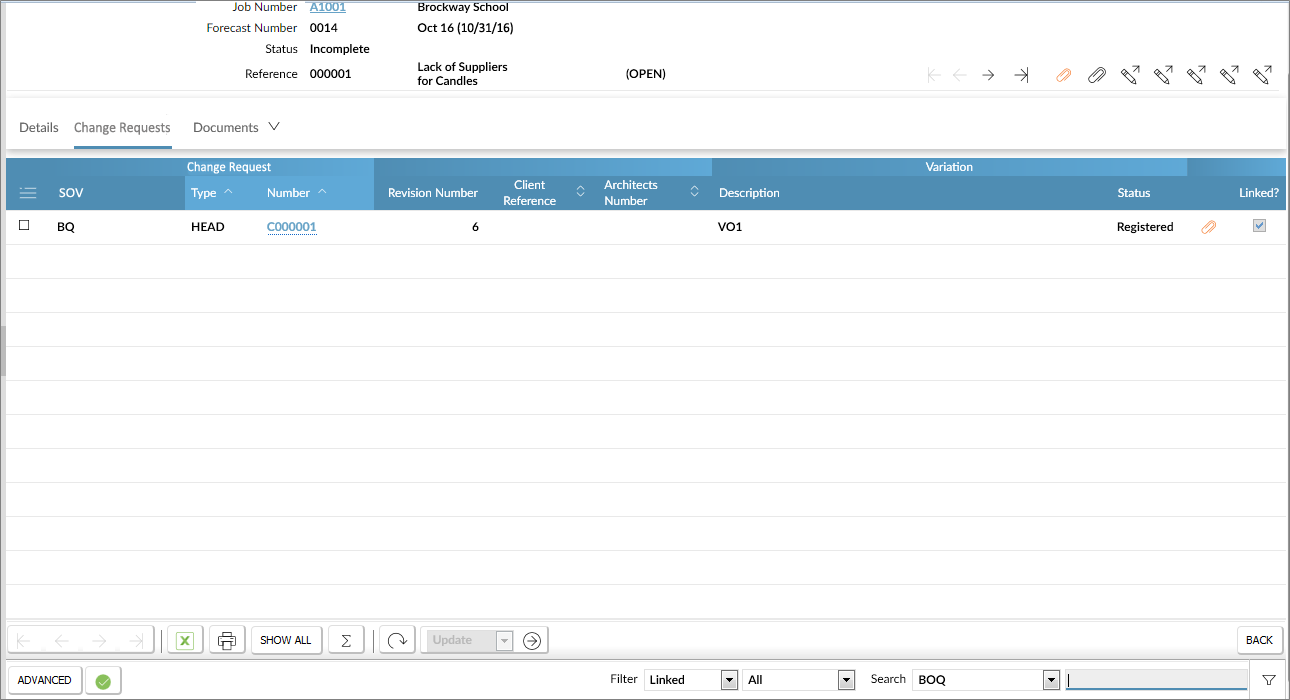 Job Number A1001 Brockway School
Forecast Number 0014 Oct 16 (10/31/16)
Status Incomplete
Reference 000001 Lack of Suppliers for Candles (OPEN)
Details Change Requests Documents
Change Request Variation
SOV Type Number Revision Number Client Reference Architects Number Description Status Linked?
BQ HEAD C000001 6 VO1 Registered
SHOW ALL Σ Update BACK
ADVANCED Filter Linked All Search BOQ